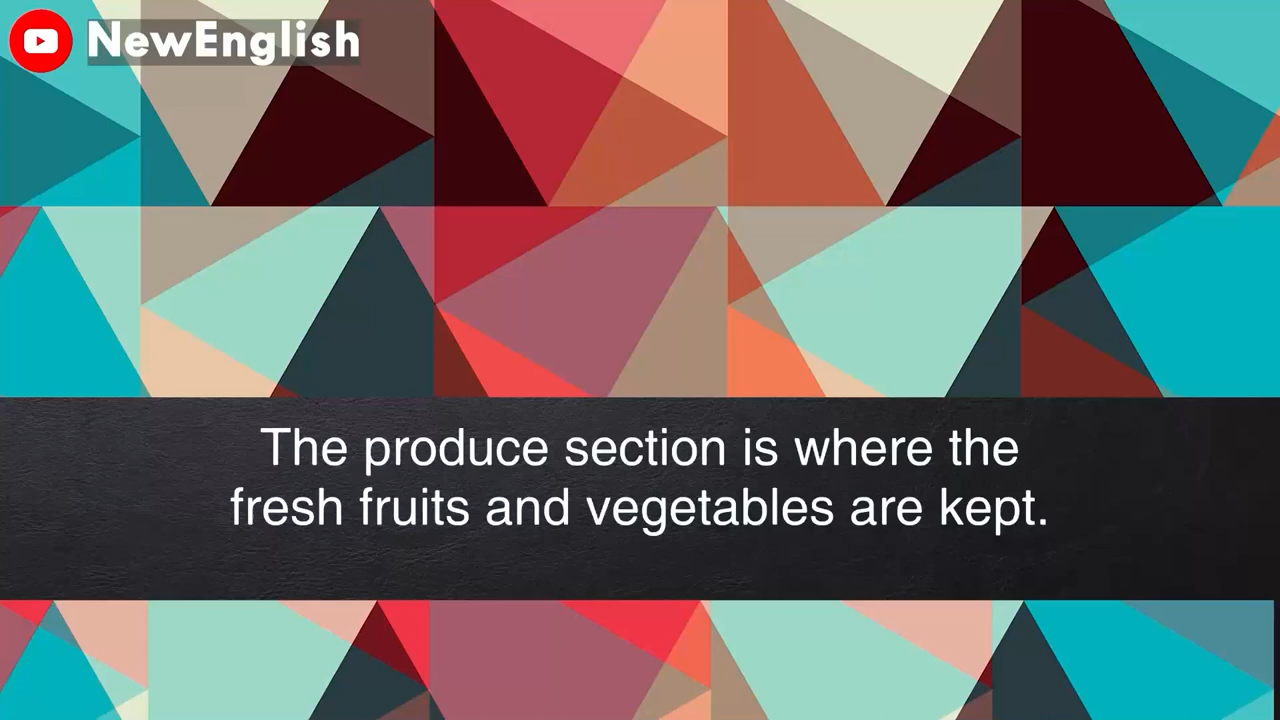 NewEnglish
The produce section is where the
fresh fruits and vegetables are kept.